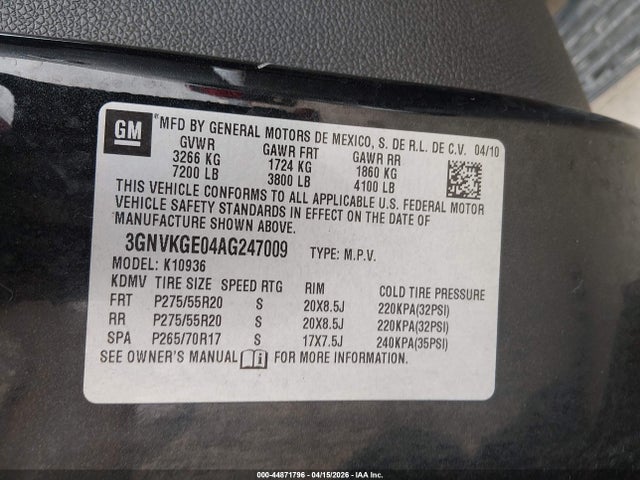 GM
*MFD BY GENERAL MOTORS DE MEXICO, S. DE R.L. DE C.V. 04/10
GVWR GAWR FRT GAWR RR
3266 KG 1724 KG 1860 KG
7200 LB 3800 LB 4100 LB
THIS VEHICLE CONFORMS TO ALL APPLICABLE U.S. FEDERAL MOTOR
VEHICLE SAFETY STANDARDS IN EFFECT ON THE DATE OF
MANUFACTURE SHOWN ABOVE.
3GNVKGE04AG247009 TYPE: M.P.V.
MODEL: K10936
KDMV TIRE SIZE SPEED RTG RIM COLD TIRE PRESSURE
FRT P275/55R20 S 20X8.5J 220KPA(32PSI)
RR P275/55R20 S 20X8.5J 220KPA(32PSI)
SPA P265/70R17 S 17X7.5J 240KPA(35PSI)
SEE OWNER'S MANUAL FOR MORE INFORMATION.
000-44871796 - 04/15/2026 - IAA Inc.